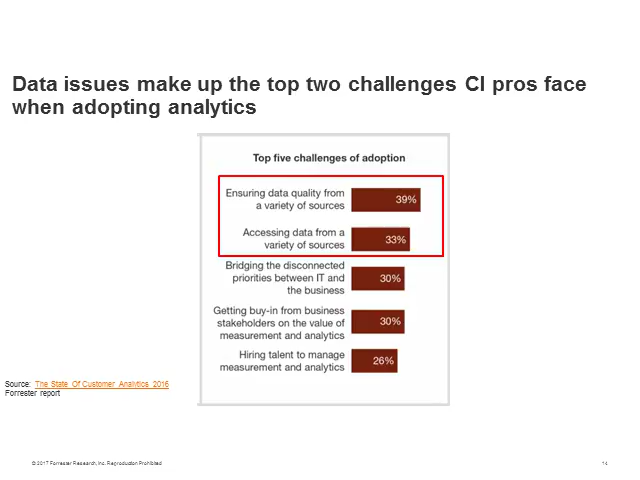 Data issues make up the top two challenges CI pros face
when adopting analytics
Top five challenges of adoption
Ensuring data quality from
a variety of sources
39%
Accessing data from a
variety of sources
33%
Bridging the disconnected
priorities between IT and
the business
30%
Getting buy-in from business
stakeholders on the value of
measurement and analytics
30%
Hiring talent to manage
measurement and analytics
26%
Source: The State Of Customer Analytics 2016
Forrester report
© 2017 Forrester Research, Inc. Reproduction Prohibited
14